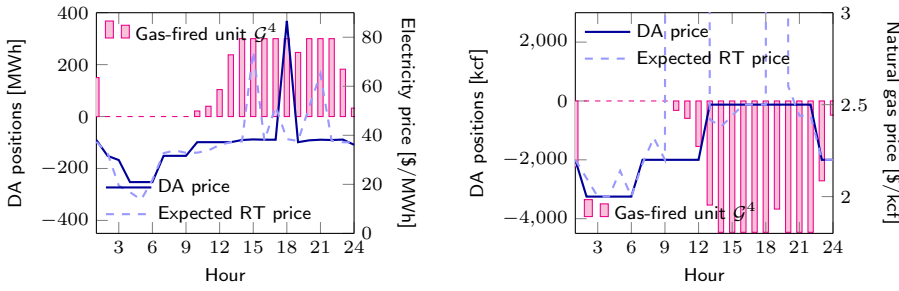 400
200
0
−200
−400
DA positions [MWh]
Gas-fired unit G⁴
DA price
Expected RT price
80
60
40
20
0
Electricity price [$/MWh]
3 6 9 12 15 18 21 24
Hour
2,000
0
−2,000
−4,000
DA positions [kcf]
DA price
Expected RT price
Gas-fired unit G⁴
3
2.5
2
Natural gas price [$/kcf]
3 6 9 12 15 18 21 24
Hour